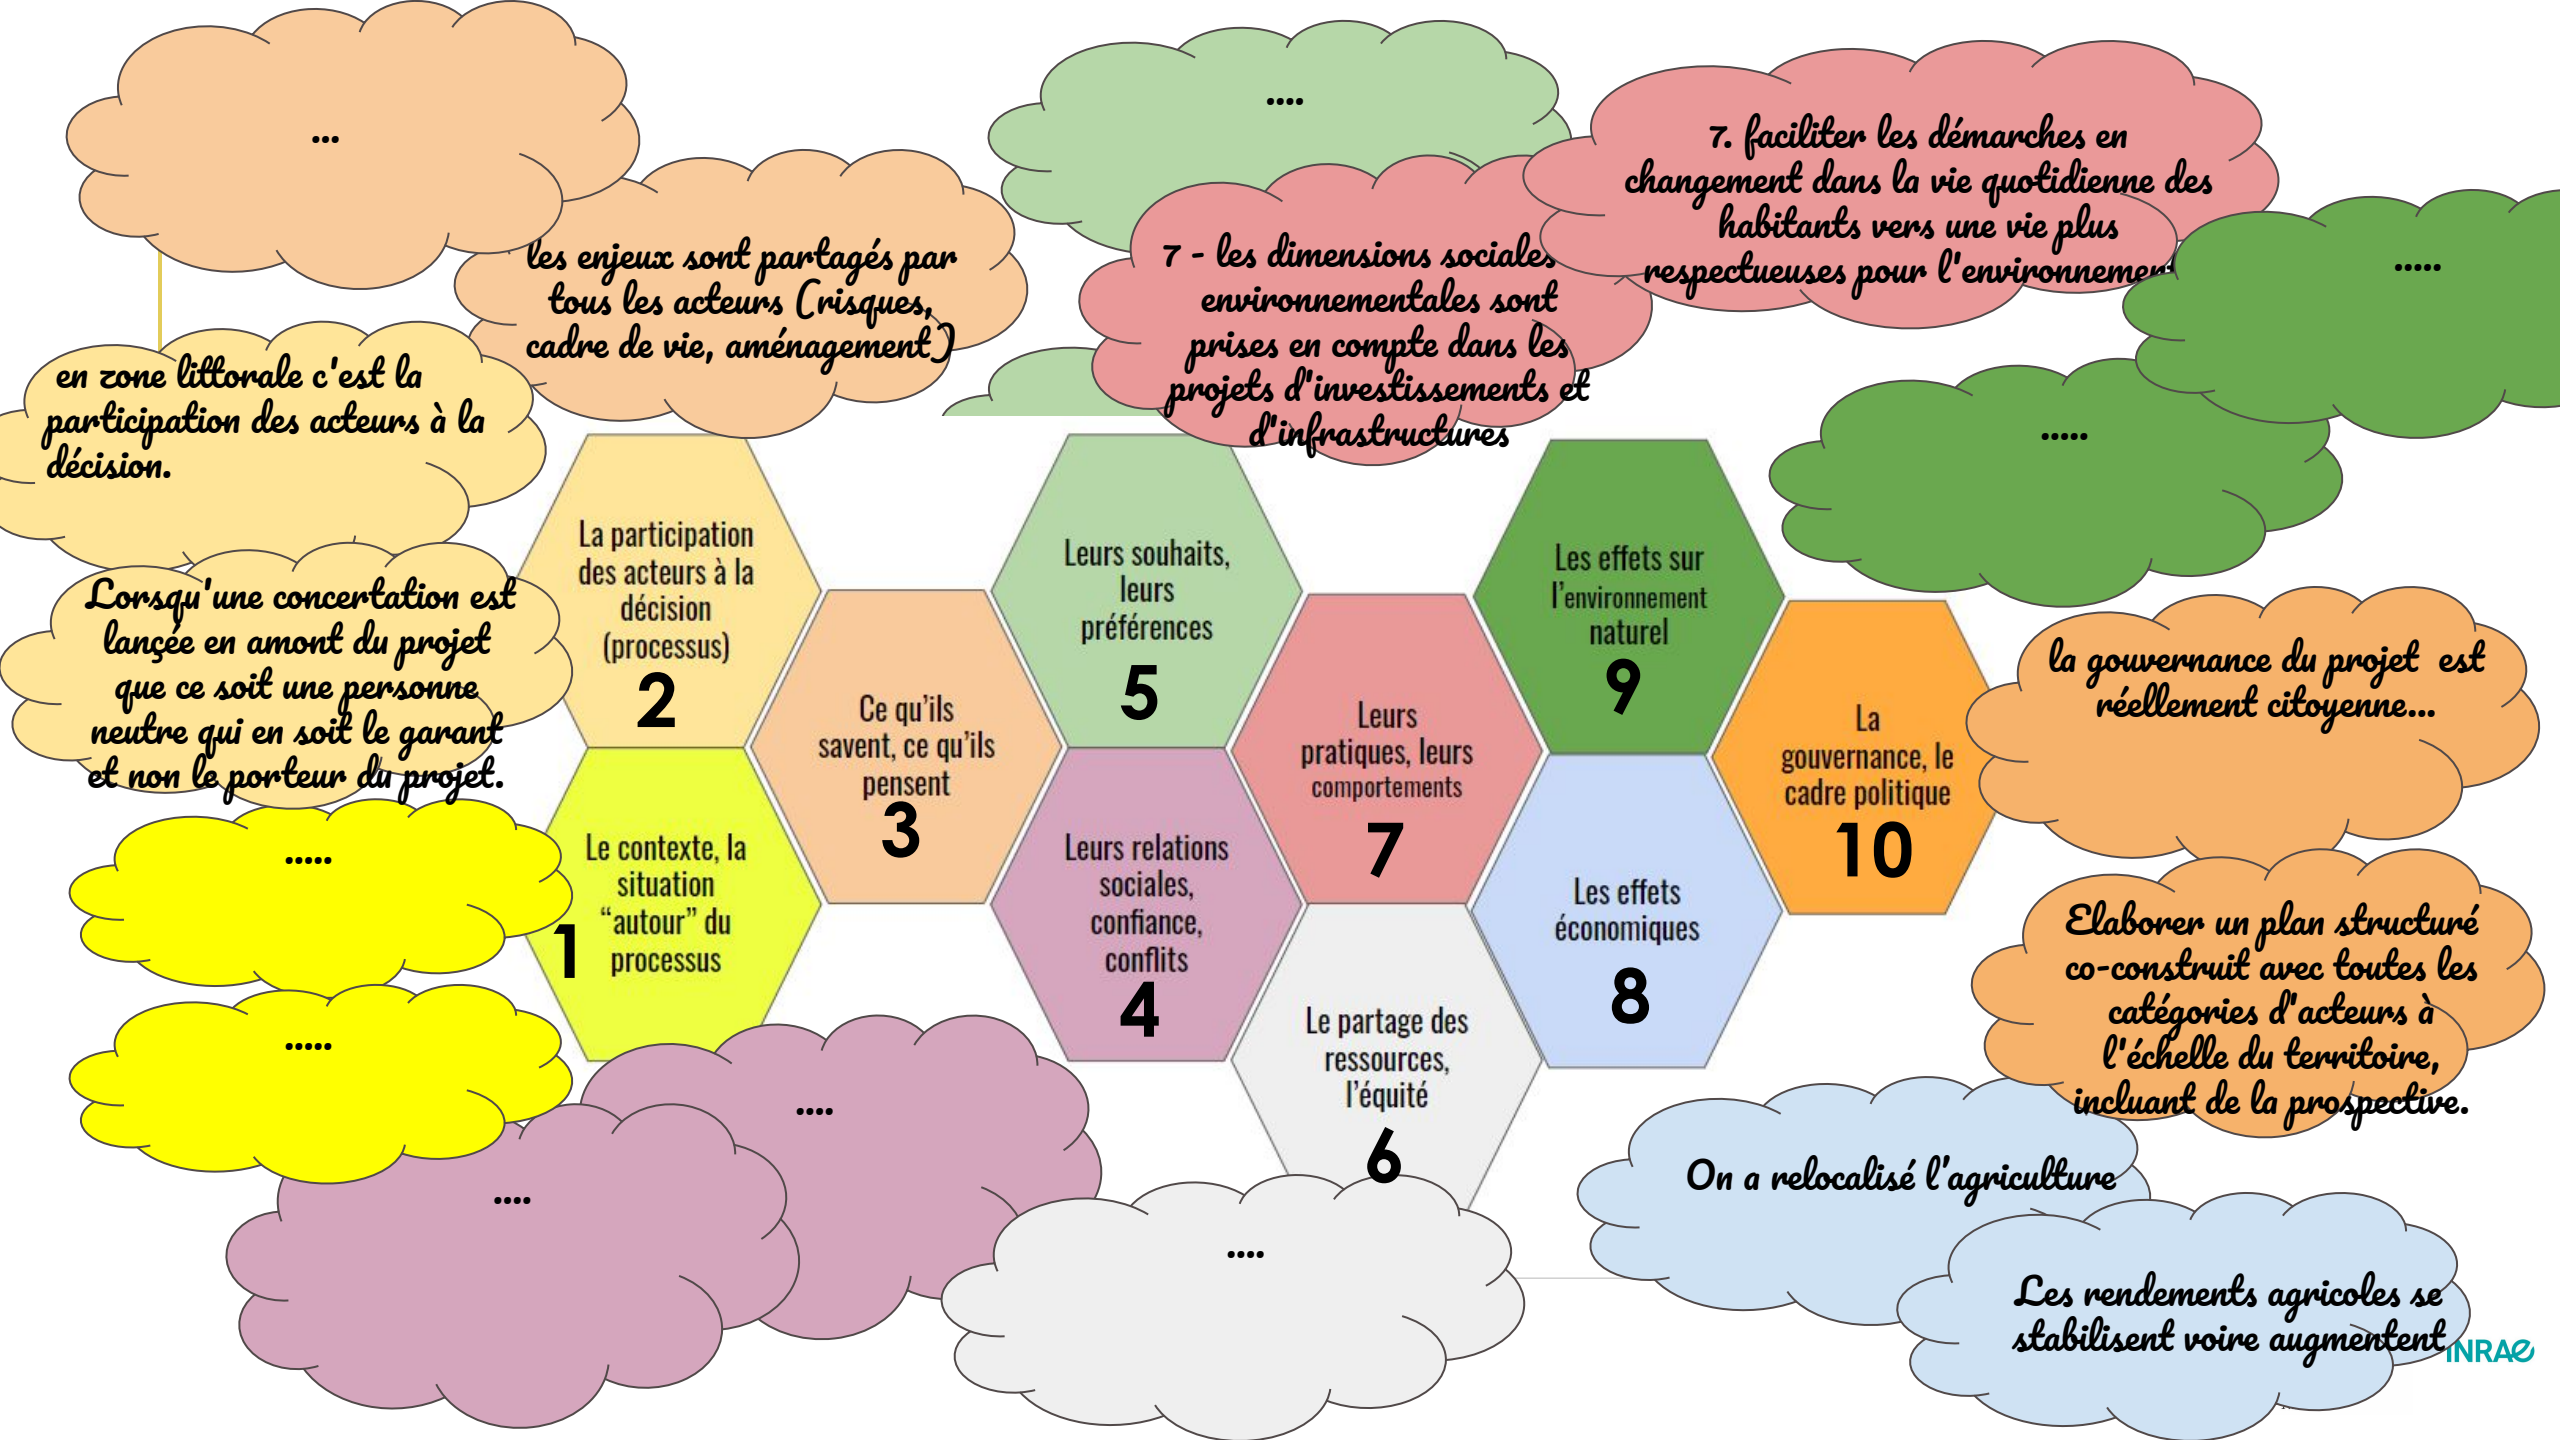 ...
....
7. faciliter les démarches en
changement dans la vie quotidienne des
habitants vers une vie plus
respectueuses pour l'environnement
.....
les enjeux sont partagés par
tous les acteurs (risques,
cadre de vie, aménagement)
7 - les dimensions sociales
environnementales sont
prises en compte dans les
projets d'investissements et
d'infrastructures
en zone littorale c'est la
participation des acteurs à la
décision.
.....
Lorsqu'une concertation est
lançée en amont du projet
que ce soit une personne
neutre qui en soit le garant
et non le porteur du projet.
La participation
des acteurs à la
décision
(processus)
2
Leurs souhaits,
leurs
préférences
5
Les effets sur
l'environnement
naturel
9
la gouvernance du projet est
réellement citoyenne...
Ce qu'ils
savent, ce qu'ils
pensent
3
Leurs
pratiques, leurs
comportements
7
La
gouvernance, le
cadre politique
10
.....
Le contexte, la
situation
“autour” du
processus
1
Leurs relations
sociales,
confiance,
conflits
4
Les effets
économiques
8
Elaborer un plan structuré
co-construit avec toutes les
catégories d'acteurs à
l'échelle du territoire,
incluant de la prospective.
.....
Le partage des
ressources,
l'équité
6
....
....
....
On a relocalisé l'agriculture
Les rendements agricoles se
stabilisent voire augmentent
INRAE